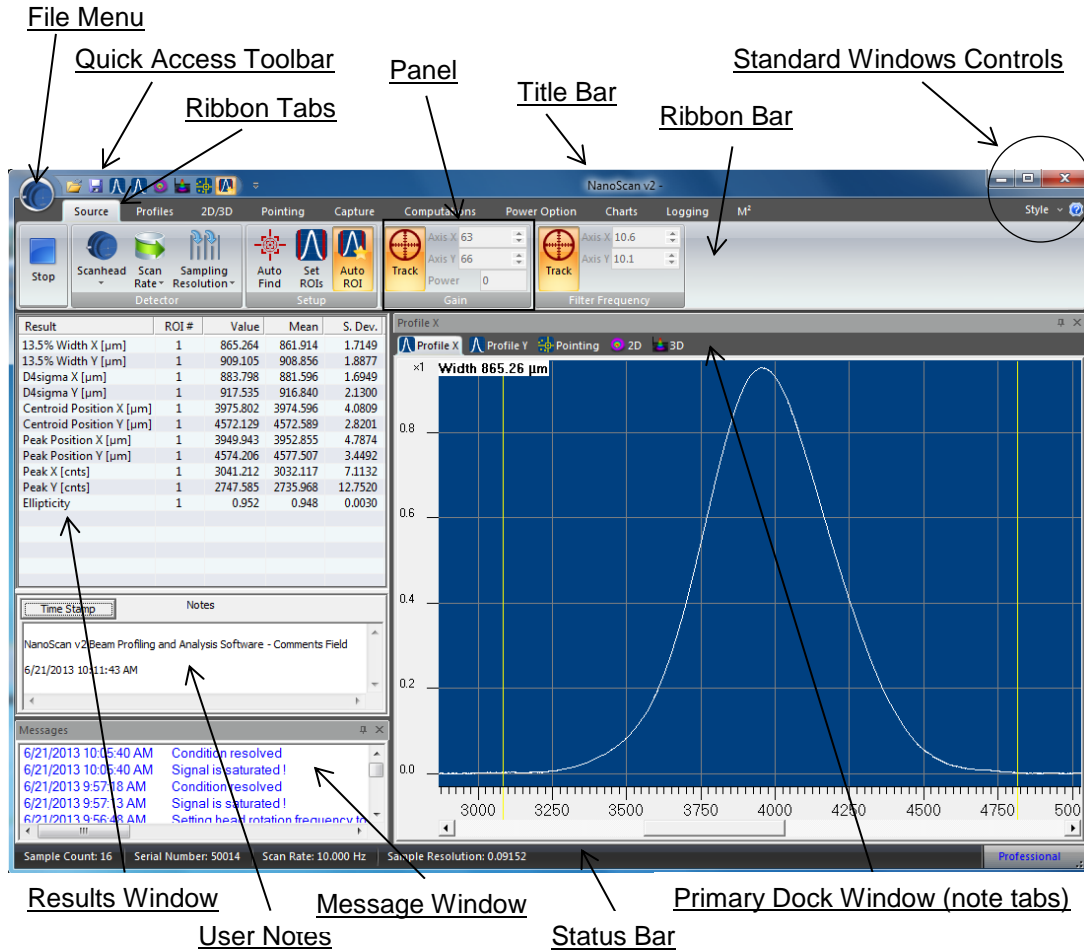 File Menu
Quick Access Toolbar
Ribbon Tabs
Panel
Title Bar
Ribbon Bar
Standard Windows Controls
NanoScan v2 -
Source Profiles 2D/3D Pointing Capture Computations Power Option Charts Logging M² Style
Stop
Scanhead
Scan Rate
Sampling Resolution
Detector
Auto Find
Set ROIs
Auto ROI
Setup
Track
Axis X 63
Axis Y 66
Power 0
Gain
Track
Axis X 10.6
Axis Y 10.1
Filter Frequency
Result ROI # Value Mean S. Dev.
13.5% Width X [µm] 1 865.264 861.914 1.7149
13.5% Width Y [µm] 1 909.105 908.856 1.8877
D4sigma X [µm] 1 883.798 881.596 1.6949
D4sigma Y [µm] 1 917.535 916.840 2.1300
Centroid Position X [µm] 1 3975.802 3974.596 4.0809
Centroid Position Y [µm] 1 4572.129 4572.589 2.8201
Peak Position X [µm] 1 3949.943 3952.855 4.7874
Peak Position Y [µm] 1 4574.206 4577.507 3.4492
Peak X [cnts] 1 3041.212 3032.117 7.1132
Peak Y [cnts] 1 2747.585 2735.968 12.7520
Ellipticity 1 0.952 0.948 0.0030
Time Stamp Notes
NanoScan v2 Beam Profiling and Analysis Software - Comments Field
6/21/2013 10:11:43 AM
Messages
6/21/2013 10:05:40 AM Condition resolved
6/21/2013 10:05:40 AM Signal is saturated !
6/21/2013 9:57:18 AM Condition resolved
6/21/2013 9:57:13 AM Signal is saturated !
6/21/2013 9:56:48 AM Setting head rotation frequency to
Profile X
Profile X Profile Y Pointing 2D 3D
×1 Width 865.26 µm
0.8
0.6
0.4
0.2
0.0
3000 3250 3500 3750 4000 4250 4500 4750 500
Sample Count: 16 Serial Number: 50014 Scan Rate: 10.000 Hz Sample Resolution: 0.09152 Professional
Results Window
User Notes
Message Window
Status Bar
Primary Dock Window (note tabs)